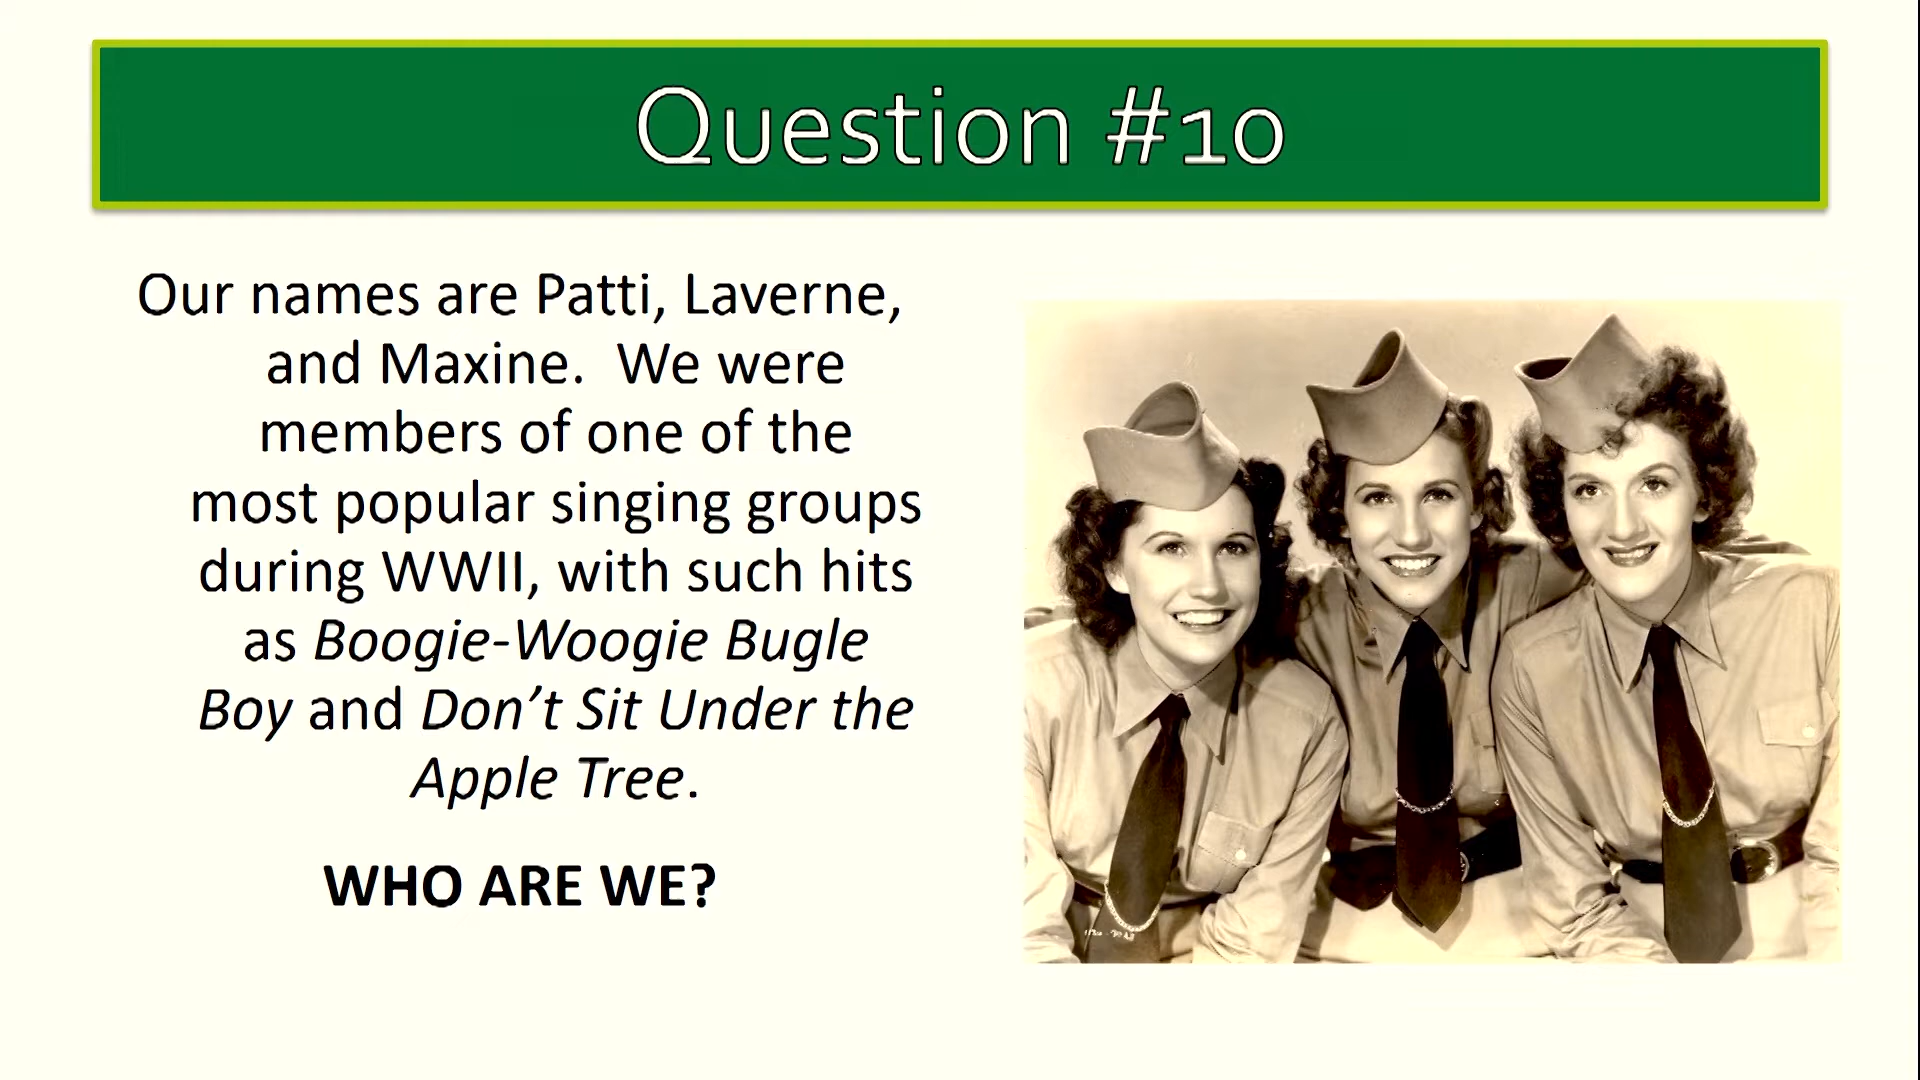 Question #10
Our names are Patti, Laverne,
and Maxine.  We were
members of one of the
most popular singing groups
during WWII, with such hits
as Boogie-Woogie Bugle
Boy and Don’t Sit Under the
Apple Tree.
WHO ARE WE?